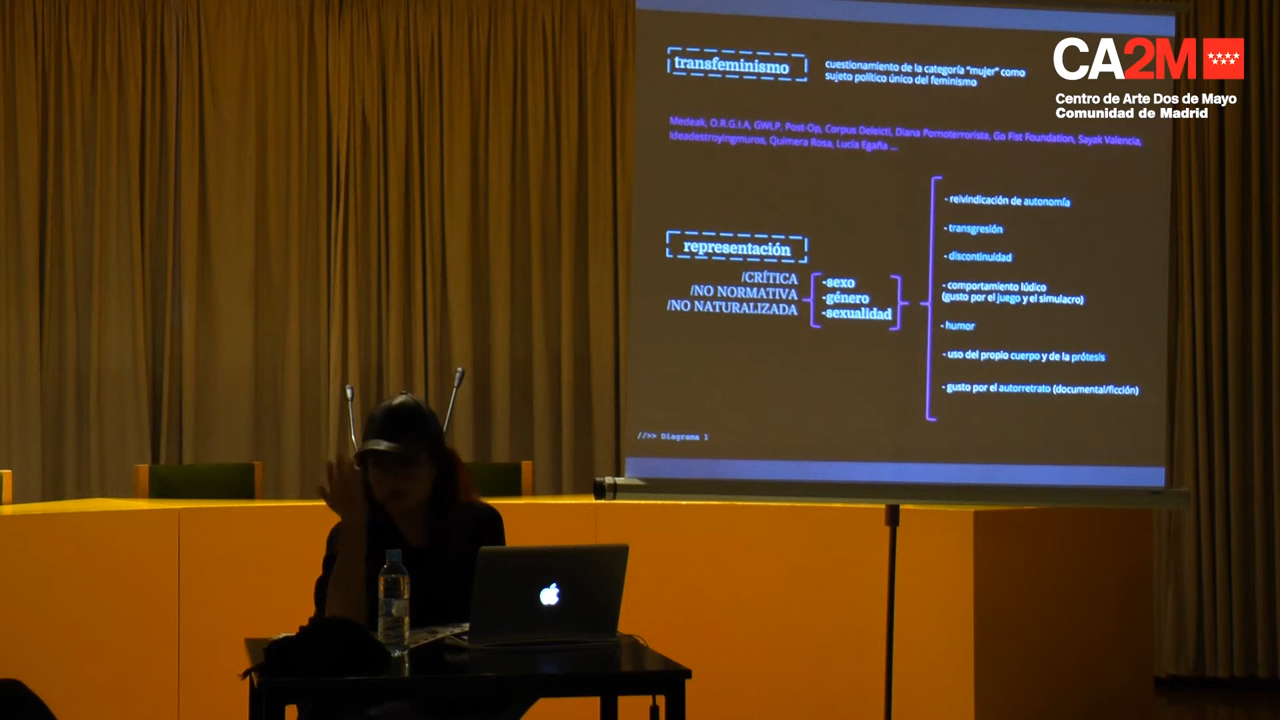 CA2M
Centro de Arte Dos de Mayo
Comunidad de Madrid
transfeminismo
cuestionamiento de la categoría "mujer" como
sujeto político único del feminismo
Medeak, O.R.G.I.A, GWLP, Post-Op, Corpus Deleicti, Diana Pornoterrorista, Go Fist Foundation, Sayak Valencia,
Ideadestroyingmuros, Quimera Rosa, Lucía Egaña ...
representación
/CRÍTICA
/NO NORMATIVA
/NO NATURALIZADA
-sexo
-género
-sexualidad
- reivindicación de autonomía
- transgresión
- discontinuidad
- comportamiento lúdico
(gusto por el juego y el simulacro)
- humor
- uso del propio cuerpo y de la prótesis
- gusto por el autorretrato (documental/ficción)
//>> Diagrama 1